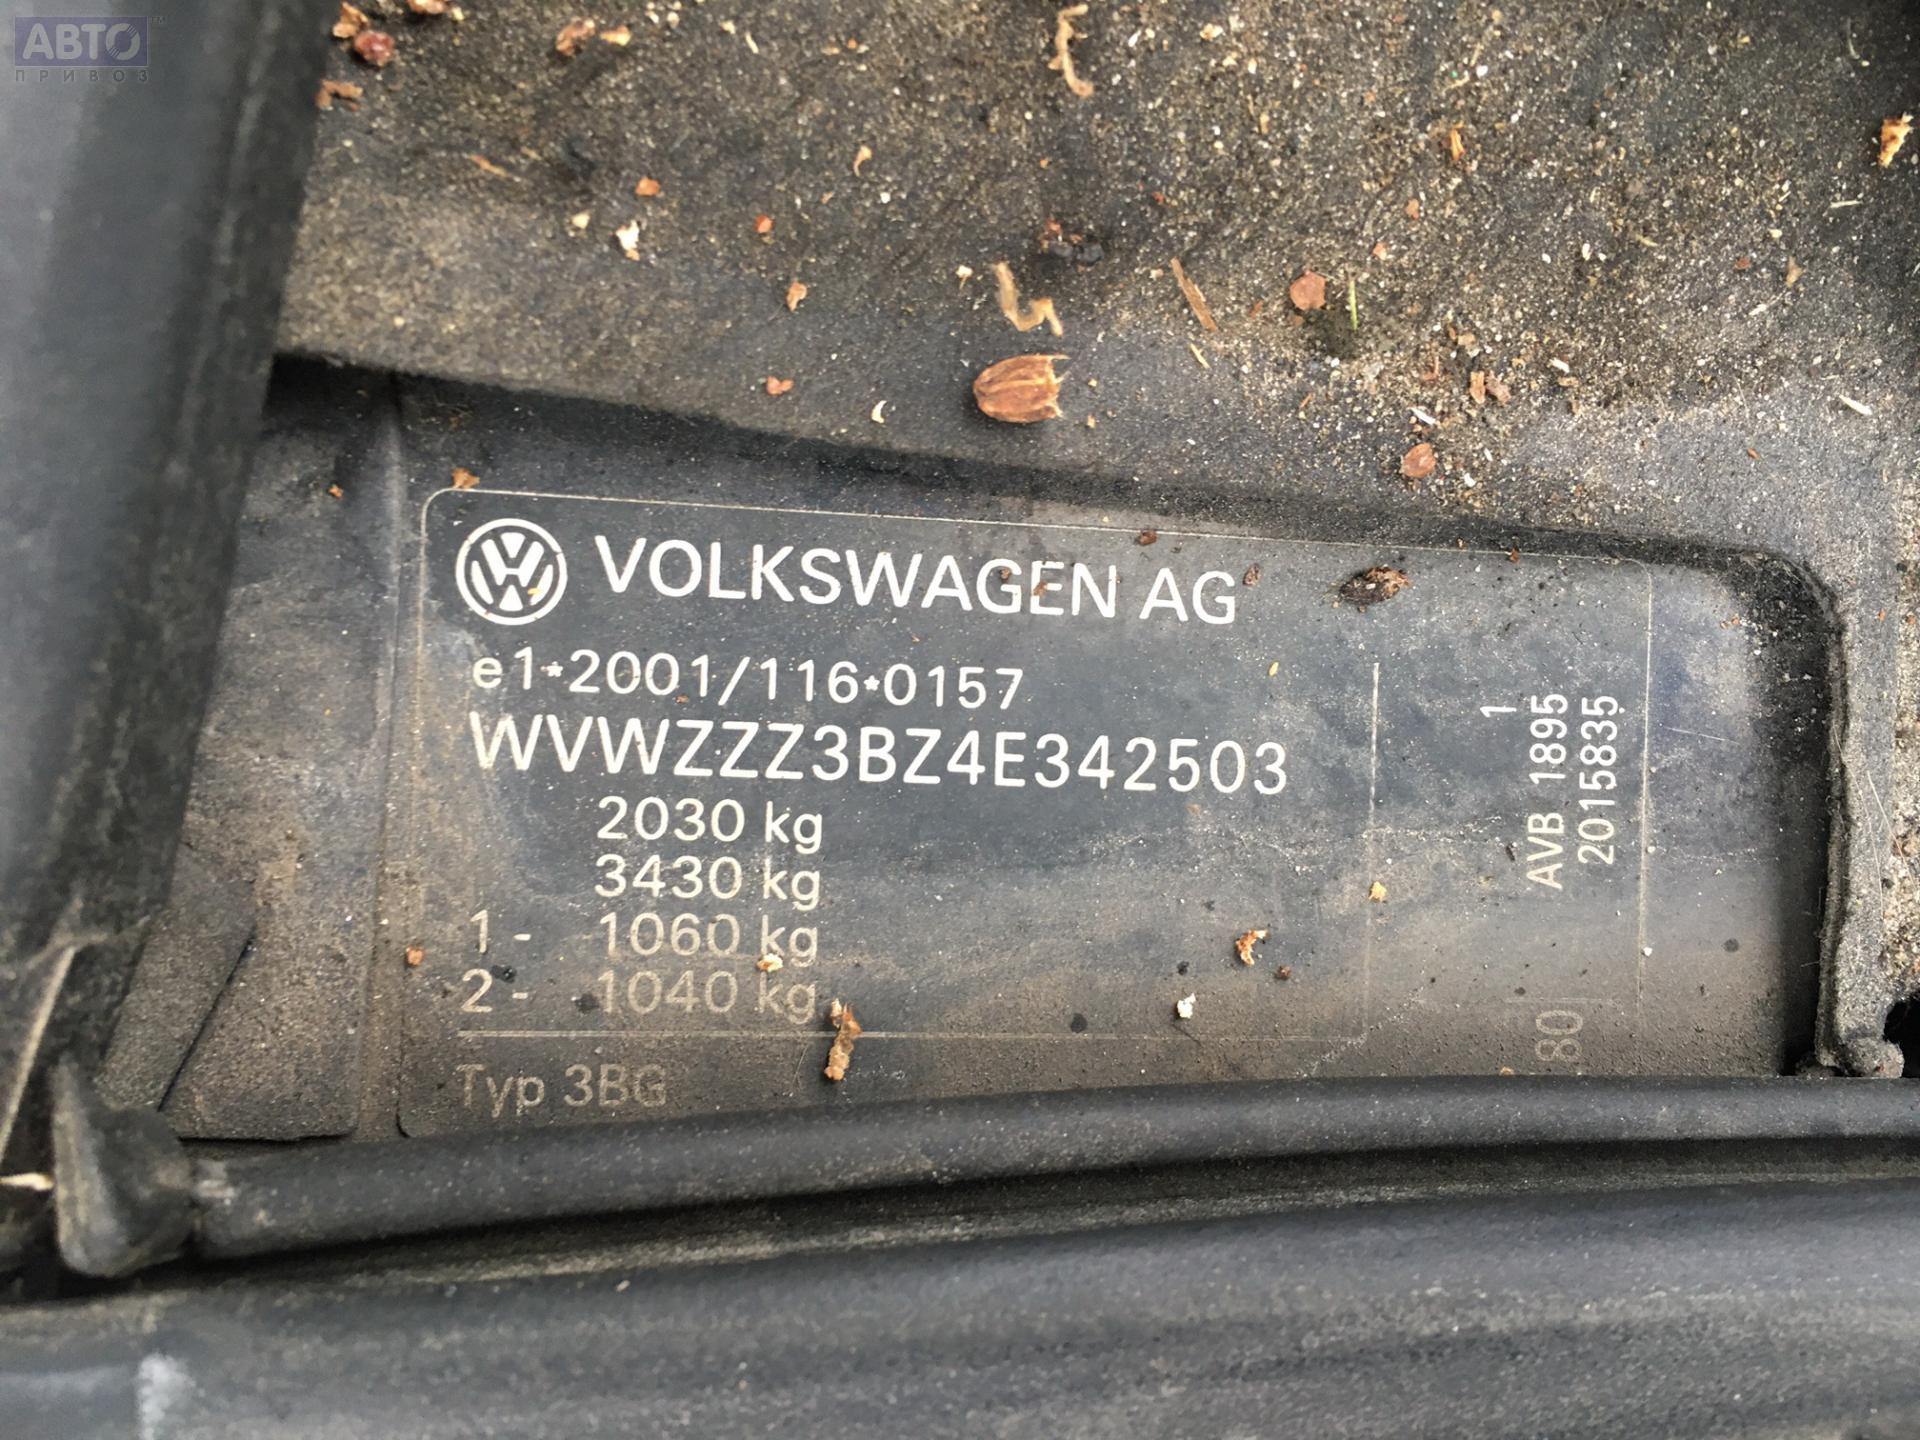 АВТО™
ПРИВОЗ
VOLKSWAGEN AG
e1*2001/116*0157
WVWZZZ3BZ4E342503
2030 kg
3430 kg
1 - 1060 kg
2 - 1040 kg
Typ 3BG
1
AVB 1895
2015835
80